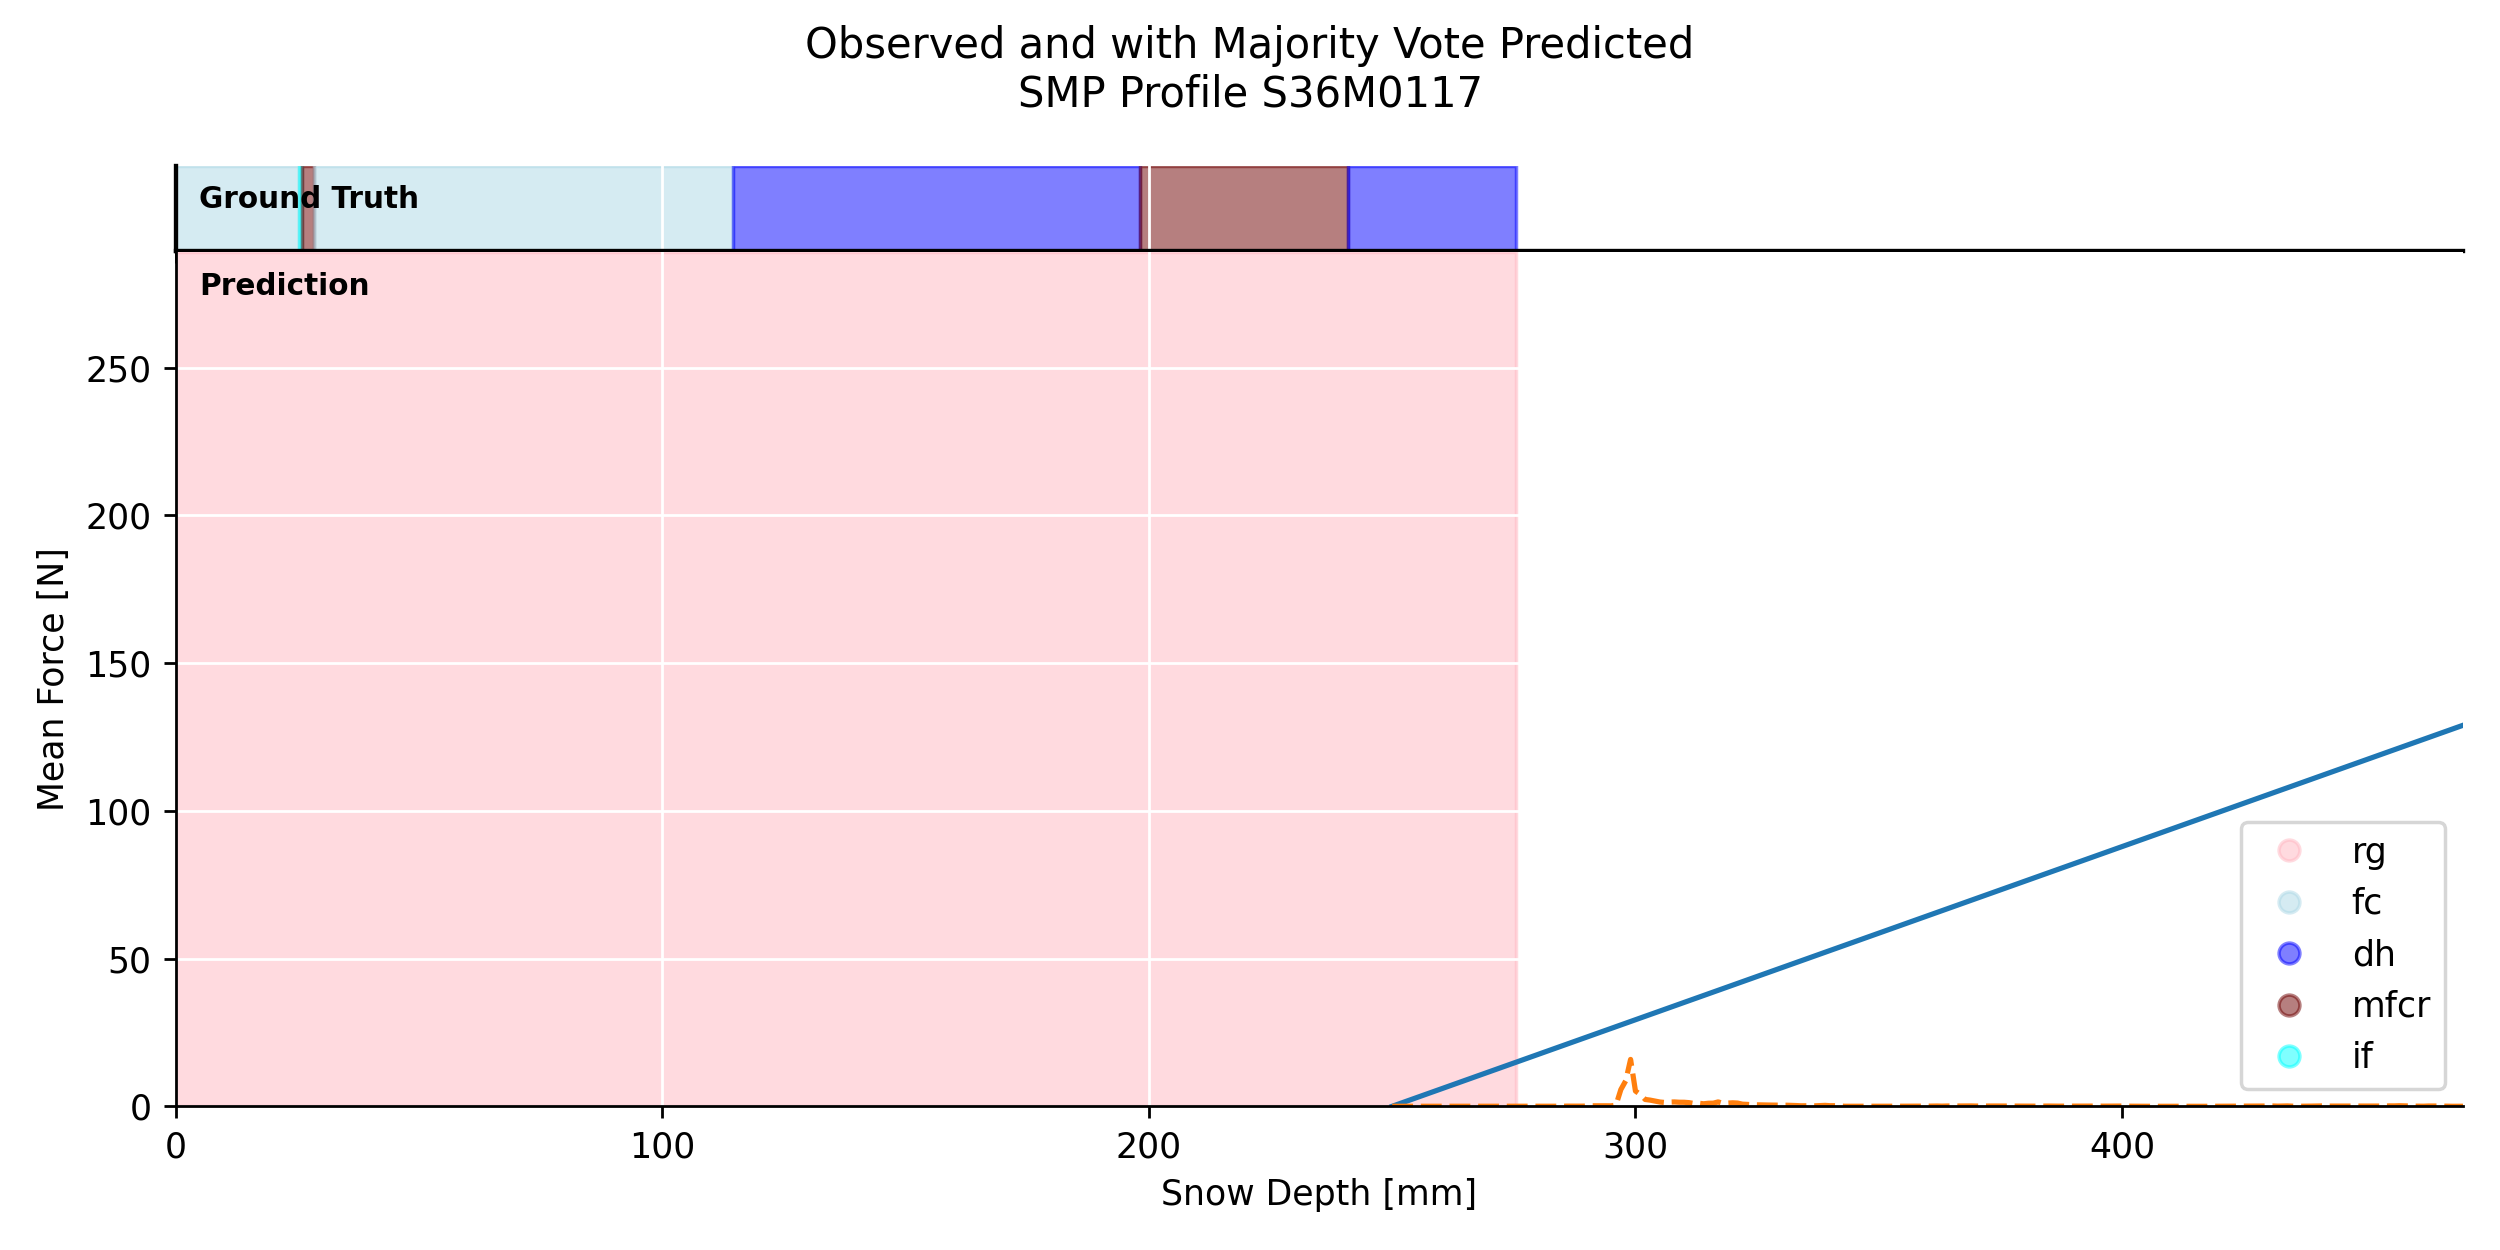 Observed and with Majority Vote Predicted
SMP Profile S36M0117
Ground Truth
Prediction
250
200
150
100
50
0
Mean Force [N]
0 100 200 300 400
Snow Depth [mm]
rg
fc
dh
mfcr
if